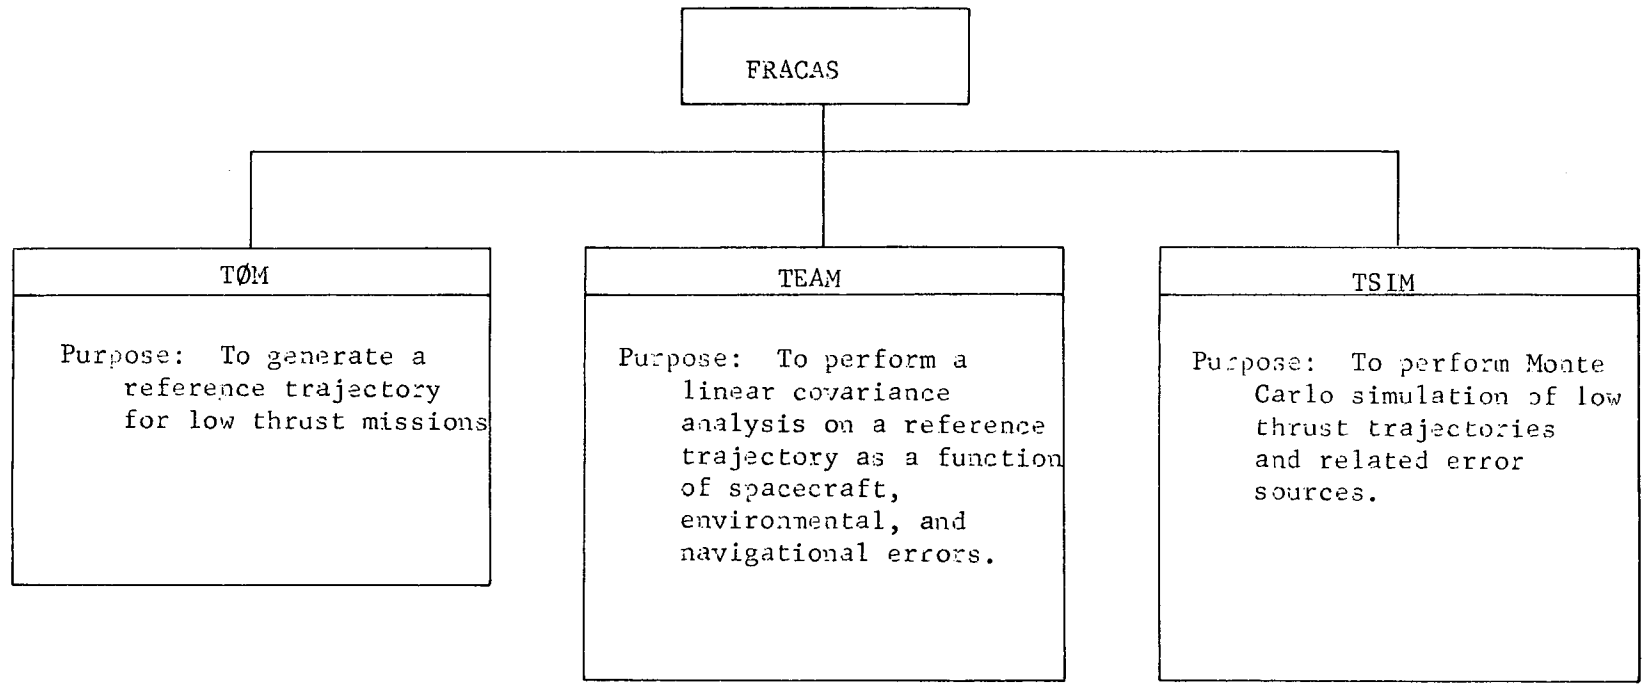 FRACAS
TØM
Purpose: To generate a
reference trajectory
for low thrust missions
TEAM
Purpose: To perform a
linear covariance
analysis on a reference
trajectory as a function
of spacecraft,
environmental, and
navigational errors.
TSIM
Purpose: To perform Monte
Carlo simulation of low
thrust trajectories
and related error
sources.